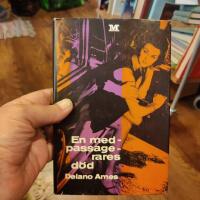 M
En med-
passage-
rares
död
Delano Ames